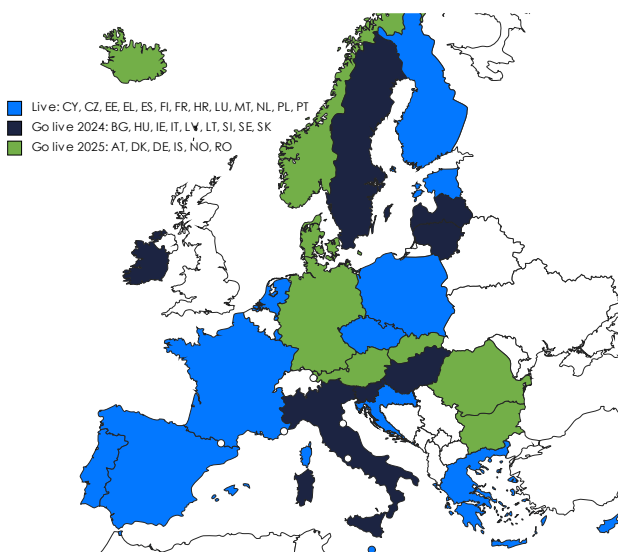 Live: CY, CZ, EE, EL, ES, FI, FR, HR, LU, MT, NL, PL, PT
Go live 2024: BG, HU, IE, IT, LV, LT, SI, SE, SK
Go live 2025: AT, DK, DE, IS, NO, RO